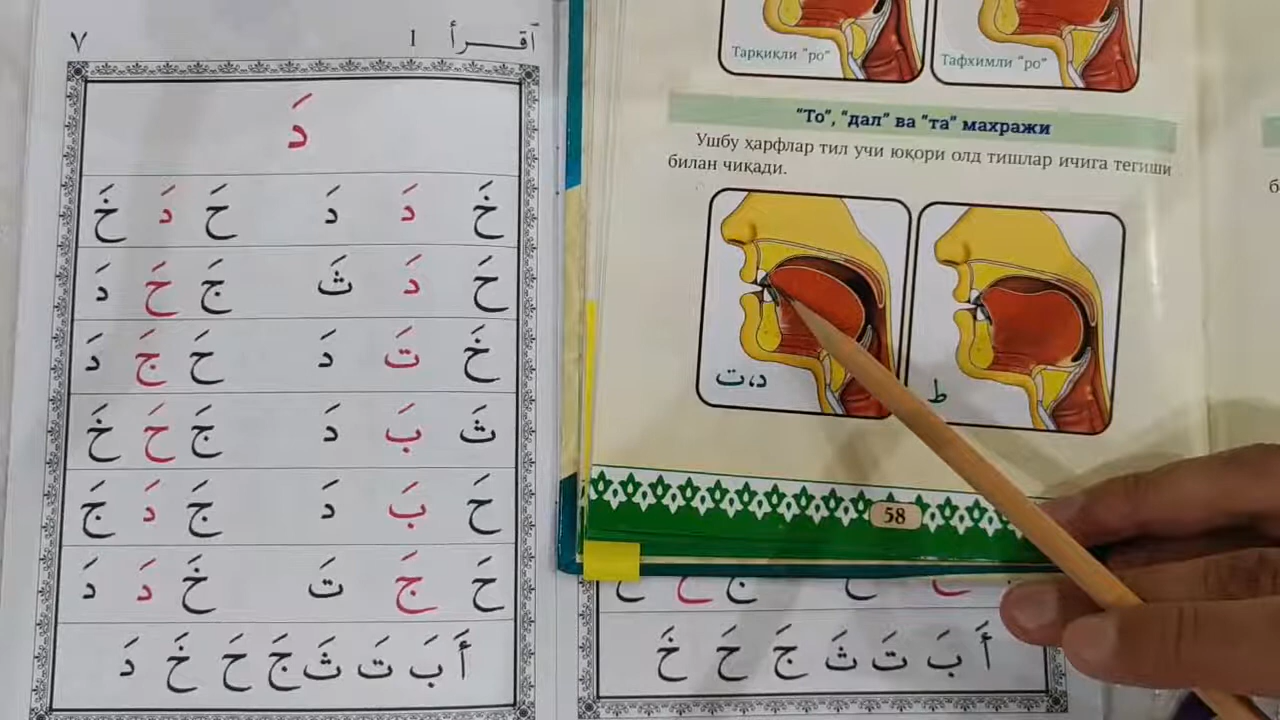 اَقـــرأ ١ ٧
دَ
خَ دَ دَ حَ دَ خَ
حَ دَ ثَ جَ حَ دَ
خَ تَ دَ حَ جَ دَ
ثَ بَ دَ جَ حَ خَ
حَ بَ دَ جَ دَ جَ
حَ جَ تَ خَ دَ دَ
أَ بَ تَ ثَ جَ حَ خَ دَ
Тарқиқли “ро”
Тафхимли “ро”
“То”, “дал” ва “та” махражи
Ушбу ҳарфлар тил учи юқори олд тишлар ичига тегиши
билан чиқади.
د، ت
ط
58
أَ بَ تَ ثَ جَ حَ خَ